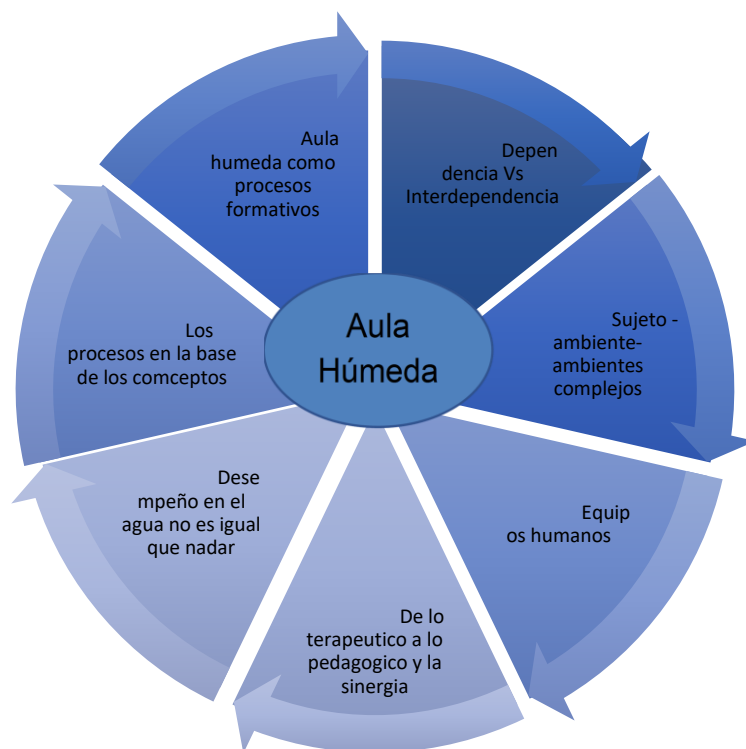 Aula
humeda como
procesos
formativos
Depen
dencia Vs
Interdependencia
Aula
Húmeda
Sujeto -
ambiente-
ambientes
complejos
Los
procesos en la base
de los comceptos
Dese
mpeño en el
agua no es igual
que nadar
Equip
os humanos
De lo
terapeutico a lo
pedagogico y la
sinergia